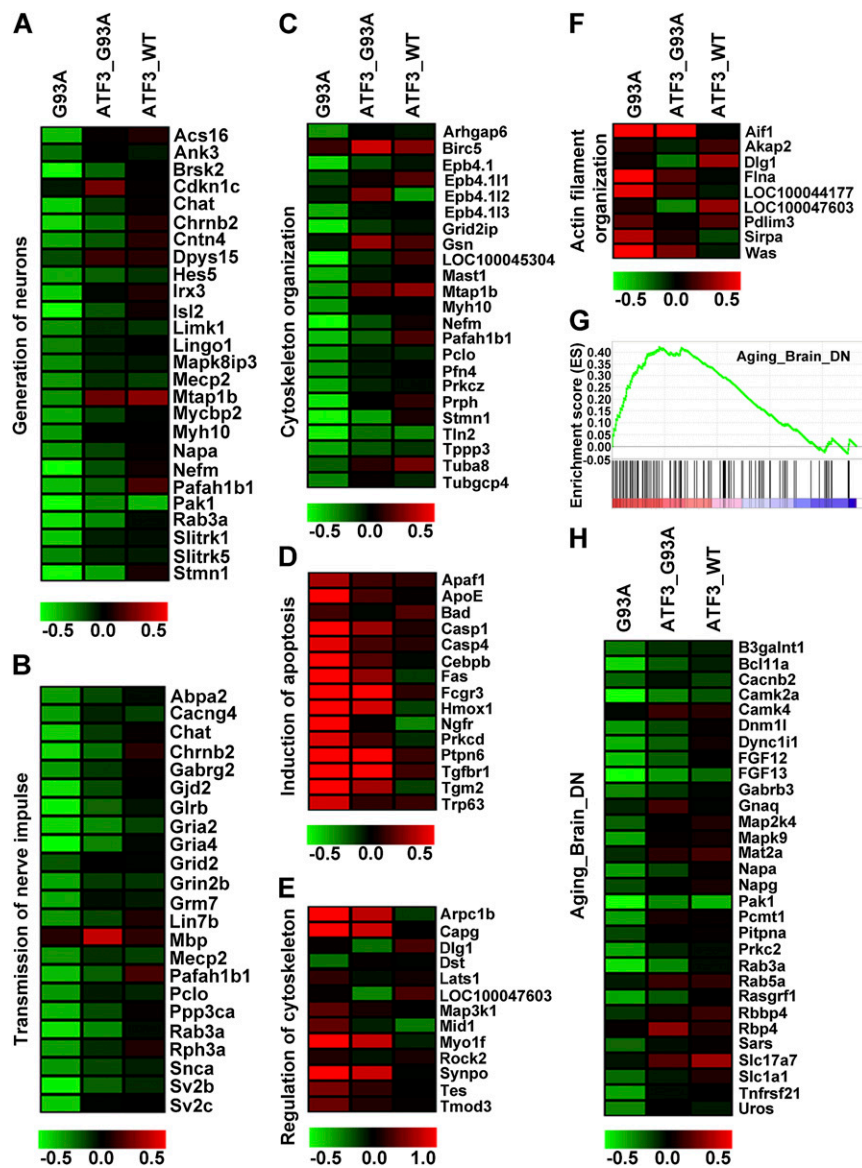 A
G93A
ATF3_G93A
ATF3_WT
Generation of neurons
Acs16
Ank3
Brsk2
Cdkn1c
Chat
Chrnb2
Cntn4
Dpys15
Hes5
Irx3
Isl2
Limk1
Lingo1
Mapk8ip3
Mecp2
Mtap1b
Mycbp2
Myh10
Napa
Nefm
Pafah1b1
Pak1
Rab3a
Slitrk1
Slitrk5
Stmn1
-0.5 0.0 0.5
B
Transmission of nerve impulse
Abpa2
Cacng4
Chat
Chrnb2
Gabrg2
Gjd2
Glrb
Gria2
Gria4
Grid2
Grin2b
Grm7
Lin7b
Mbp
Mecp2
Pafah1b1
Pclo
Ppp3ca
Rab3a
Rph3a
Snca
Sv2b
Sv2c
-0.5 0.0 0.5
C
G93A
ATF3_G93A
ATF3_WT
Cytoskeleton organization
Arhgap6
Birc5
Epb4.1
Epb4.1l1
Epb4.1l2
Epb4.1l3
Grid2ip
Gsn
LOC100045304
Mast1
Mtap1b
Myh10
Nefm
Pafah1b1
Pclo
Pfn4
Prkcz
Prph
Stmn1
Tln2
Tppp3
Tuba8
Tubgcp4
-0.5 0.0 0.5
D
Induction of apoptosis
Apaf1
ApoE
Bad
Casp1
Casp4
Cebpb
Fas
Fcgr3
Hmox1
Ngfr
Prkcd
Ptpn6
Tgfbr1
Tgm2
Trp63
-0.5 0.0 0.5
E
Regulation of cytoskeleton
Arpc1b
Capg
Dlg1
Dst
Lats1
LOC100047603
Map3k1
Mid1
Myo1f
Rock2
Synpo
Tes
Tmod3
-0.5 0.0 1.0
F
G93A
ATF3_G93A
ATF3_WT
Actin filament
organization
Aif1
Akap2
Dlg1
Flna
LOC100044177
LOC100047603
Pdlim3
Sirpa
Was
-0.5 0.0 0.5
G
Enrichment score (ES)
Aging_Brain_DN
0.40
0.35
0.30
0.25
0.20
0.15
0.10
0.05
0.00
-0.05
H
G93A
ATF3_G93A
ATF3_WT
Aging_Brain_DN
B3galnt1
Bcl11a
Cacnb2
Camk2a
Camk4
Dnm1l
Dync1i1
FGF12
FGF13
Gabrb3
Gnaq
Map2k4
Mapk9
Mat2a
Napa
Napg
Pak1
Pcmt1
Pitpna
Prkc2
Rab3a
Rab5a
Rasgrf1
Rbbp4
Rbp4
Sars
Slc17a7
Slc1a1
Tnfrsf21
Uros
-0.5 0.0 0.5